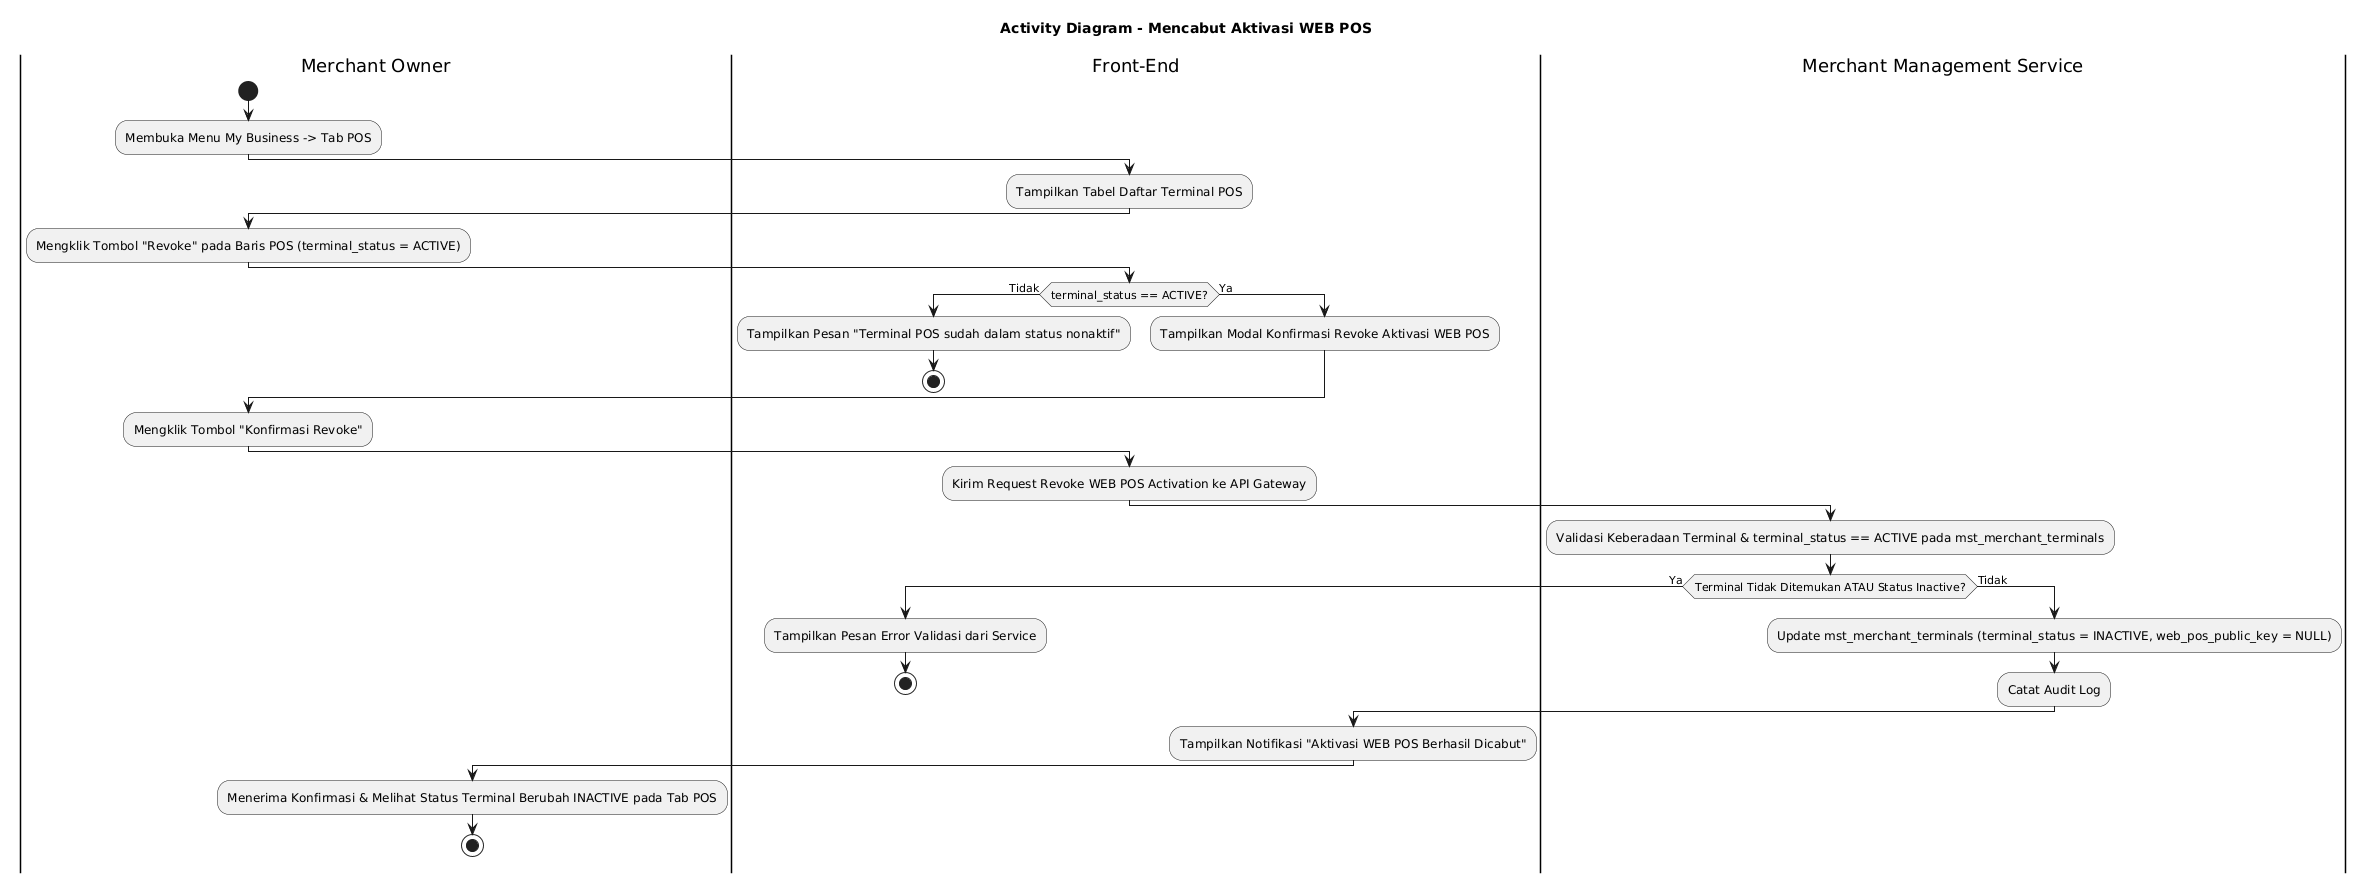 Activity Diagram - Mencabut Aktivasi WEB POS
Merchant Owner
Front-End
Merchant Management Service
Membuka Menu My Business -> Tab POS
Tampilkan Tabel Daftar Terminal POS
Mengklik Tombol "Revoke" pada Baris POS (terminal_status = ACTIVE)
Tidak
terminal_status == ACTIVE?
Ya
Tampilkan Pesan "Terminal POS sudah dalam status nonaktif"
Tampilkan Modal Konfirmasi Revoke Aktivasi WEB POS
Mengklik Tombol "Konfirmasi Revoke"
Kirim Request Revoke WEB POS Activation ke API Gateway
Validasi Keberadaan Terminal & terminal_status == ACTIVE pada mst_merchant_terminals
Ya
Terminal Tidak Ditemukan ATAU Status Inactive?
Tidak
Tampilkan Pesan Error Validasi dari Service
Update mst_merchant_terminals (terminal_status = INACTIVE, web_pos_public_key = NULL)
Catat Audit Log
Tampilkan Notifikasi "Aktivasi WEB POS Berhasil Dicabut"
Menerima Konfirmasi & Melihat Status Terminal Berubah INACTIVE pada Tab POS